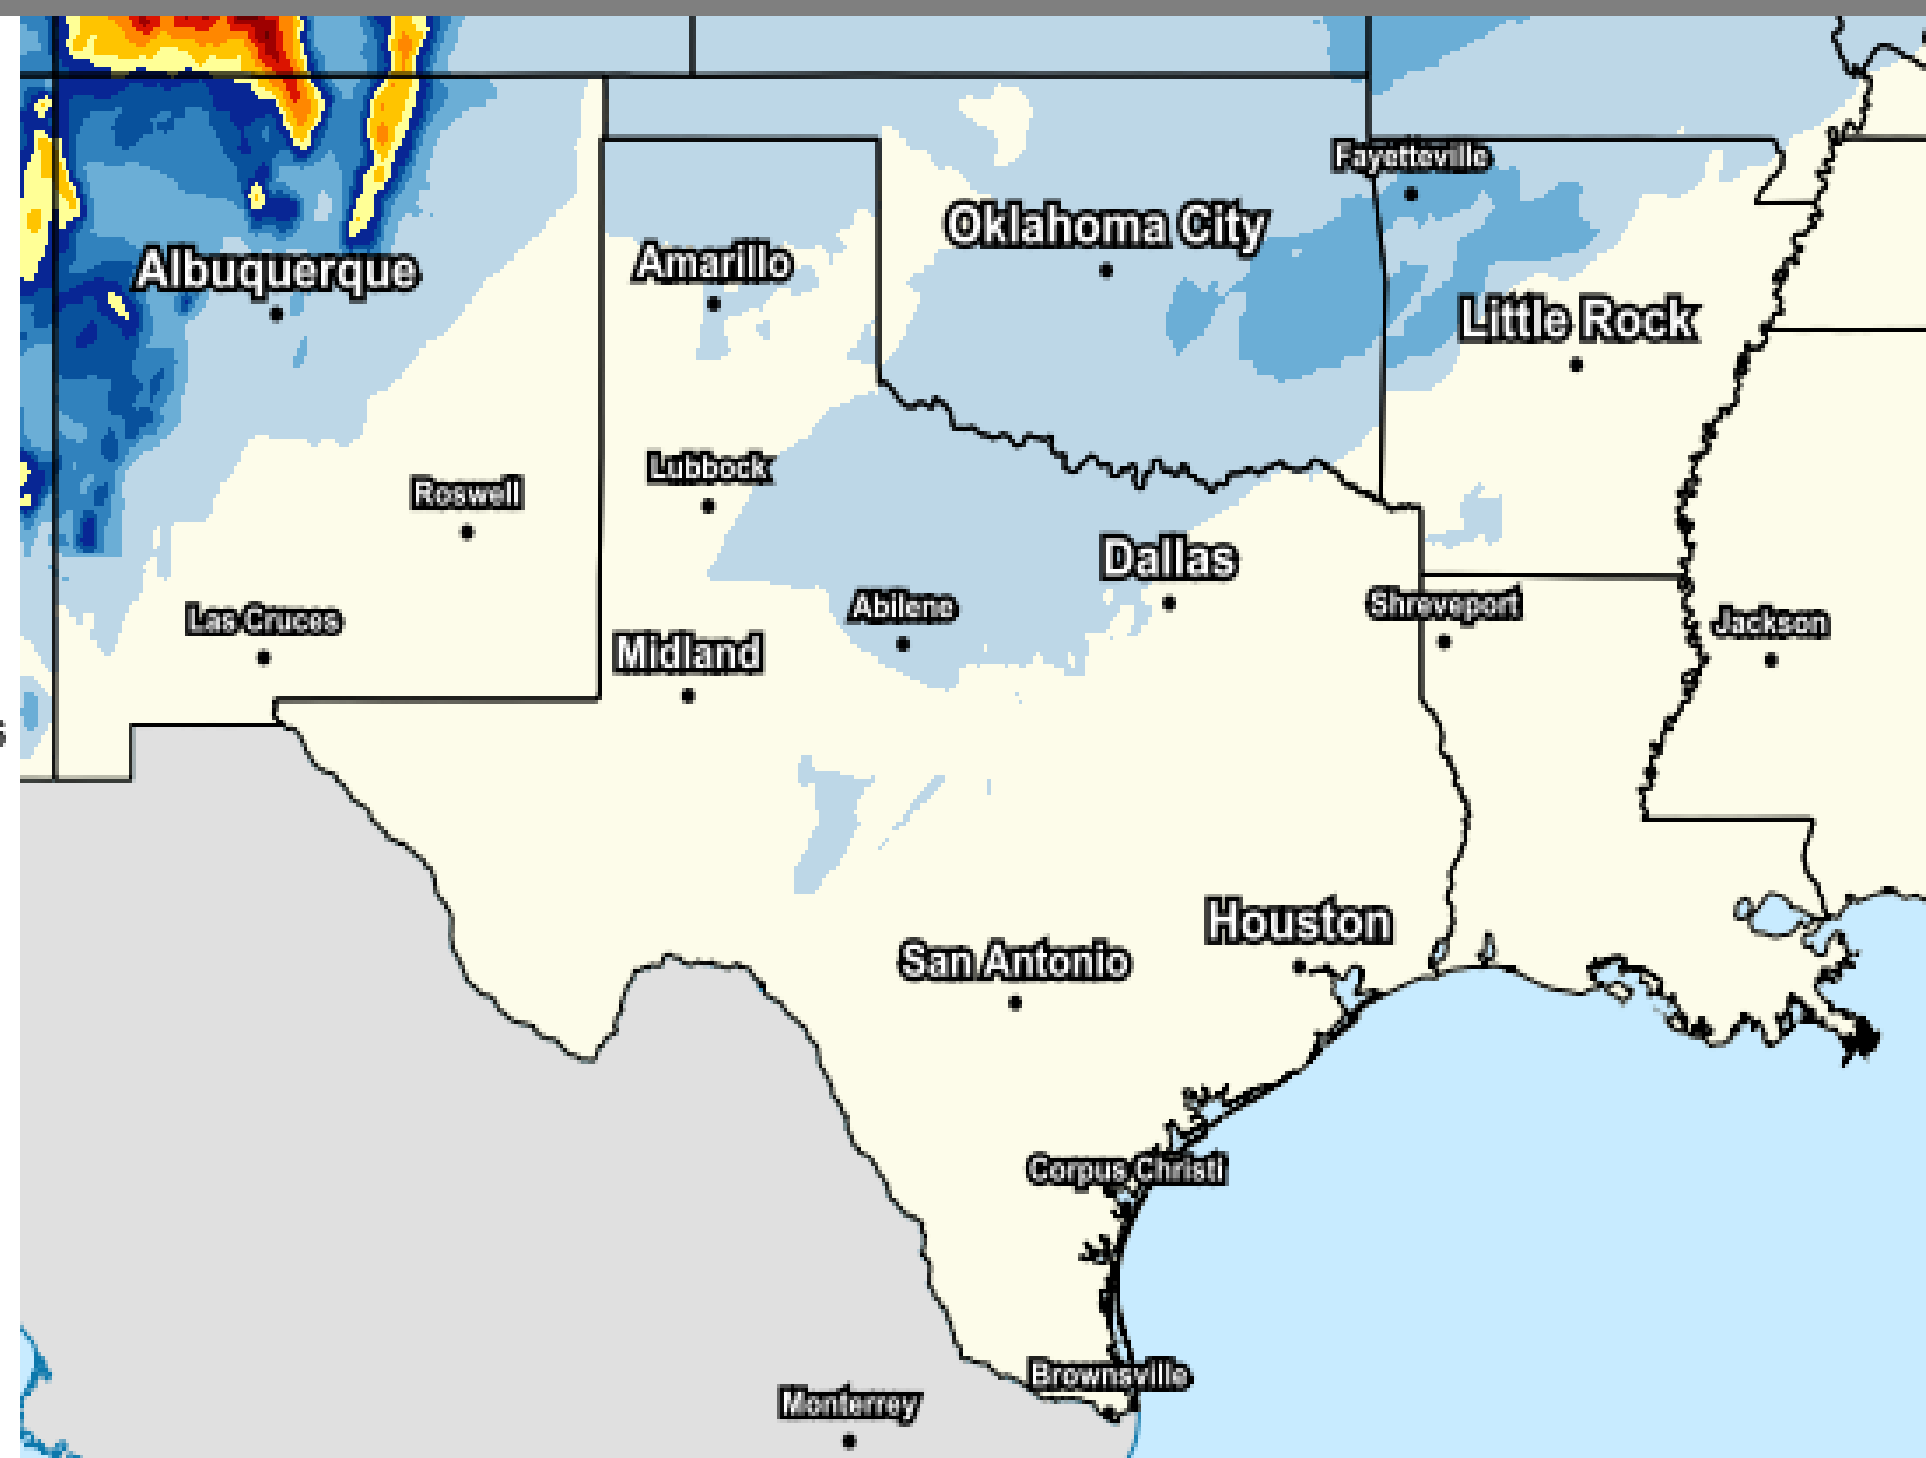 Fayetteville
Oklahoma City
Albuquerque
Amarillo
Little Rock
Lubbock
Roswell
Dallas
Abilene
Shreveport
Las Cruces
Jackson
Midland
Houston
San Antonio
Corpus Christi
Brownsville
Monterrey